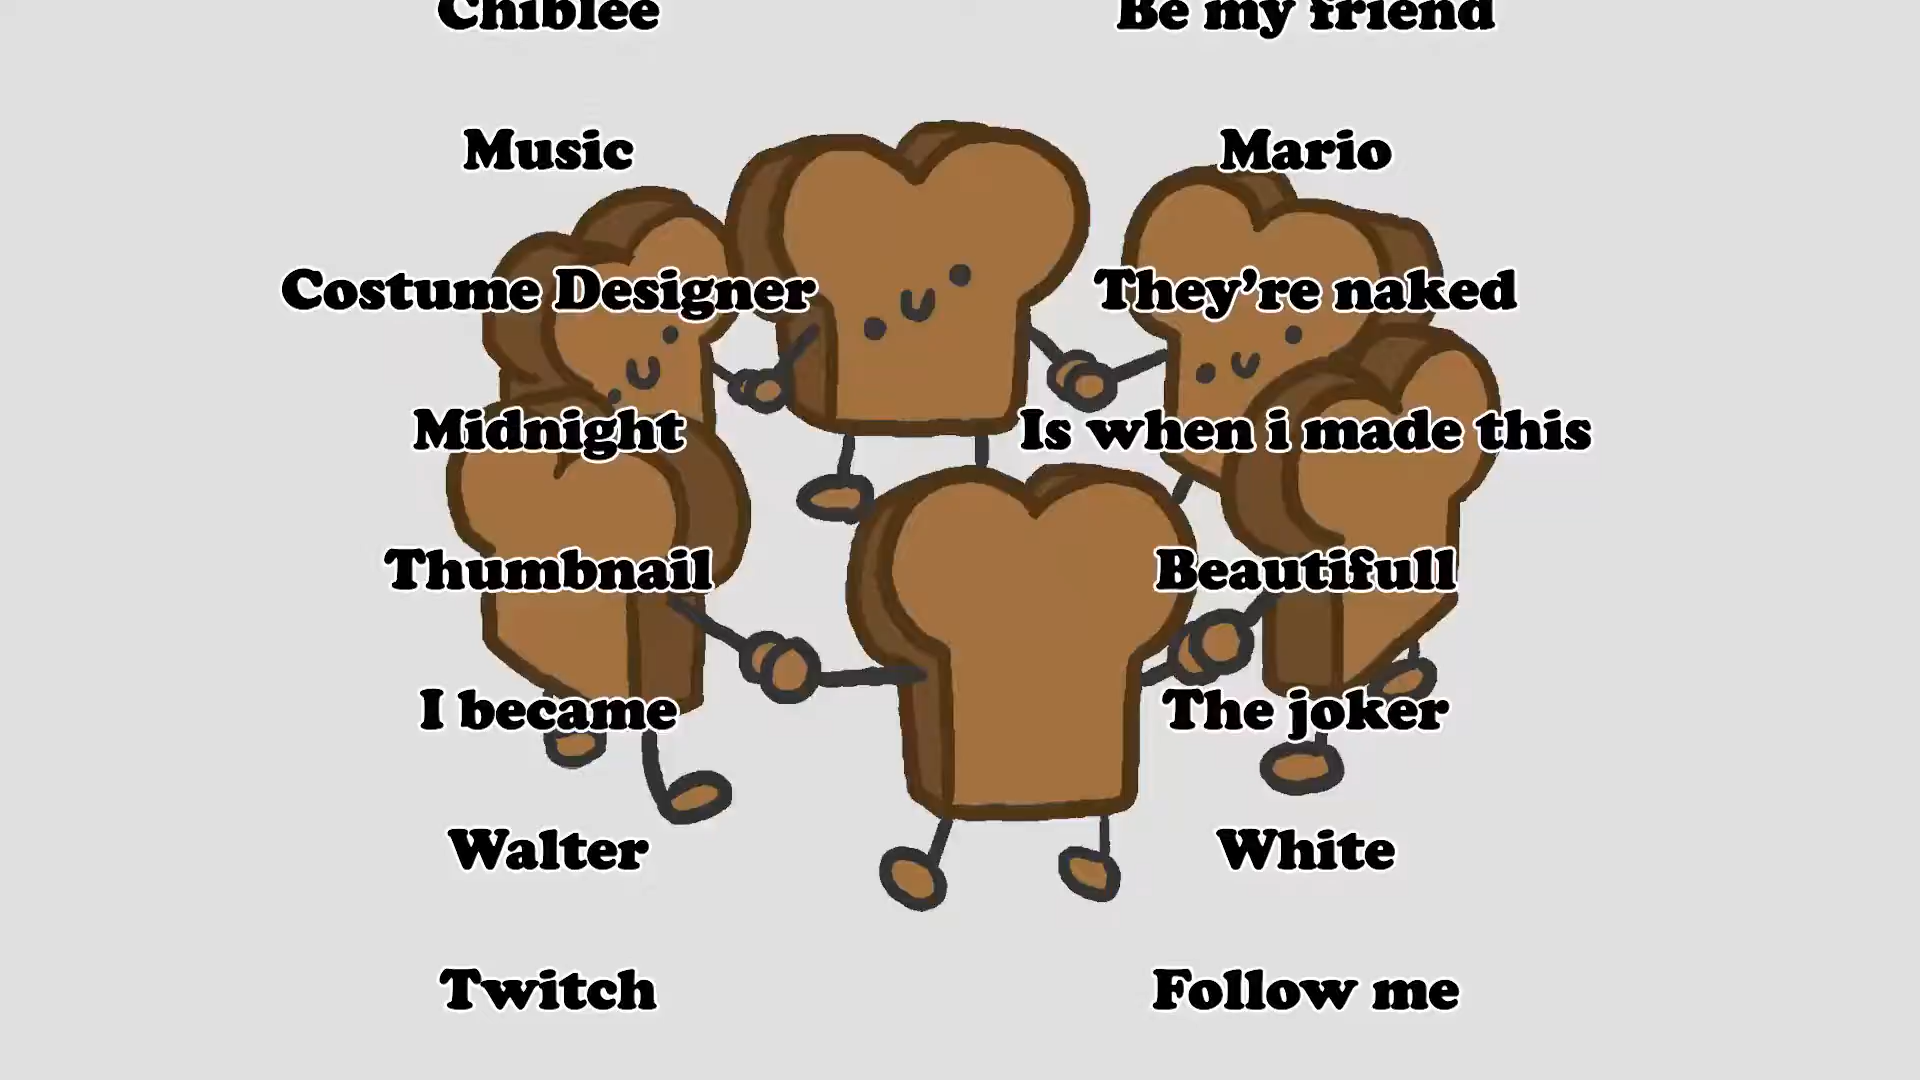 Chiblee Be my friend
Music Mario
Costume Designer They're naked
Midnight Is when i made this
Thumbnail Beautifull
I became The joker
Walter White
Twitch Follow me